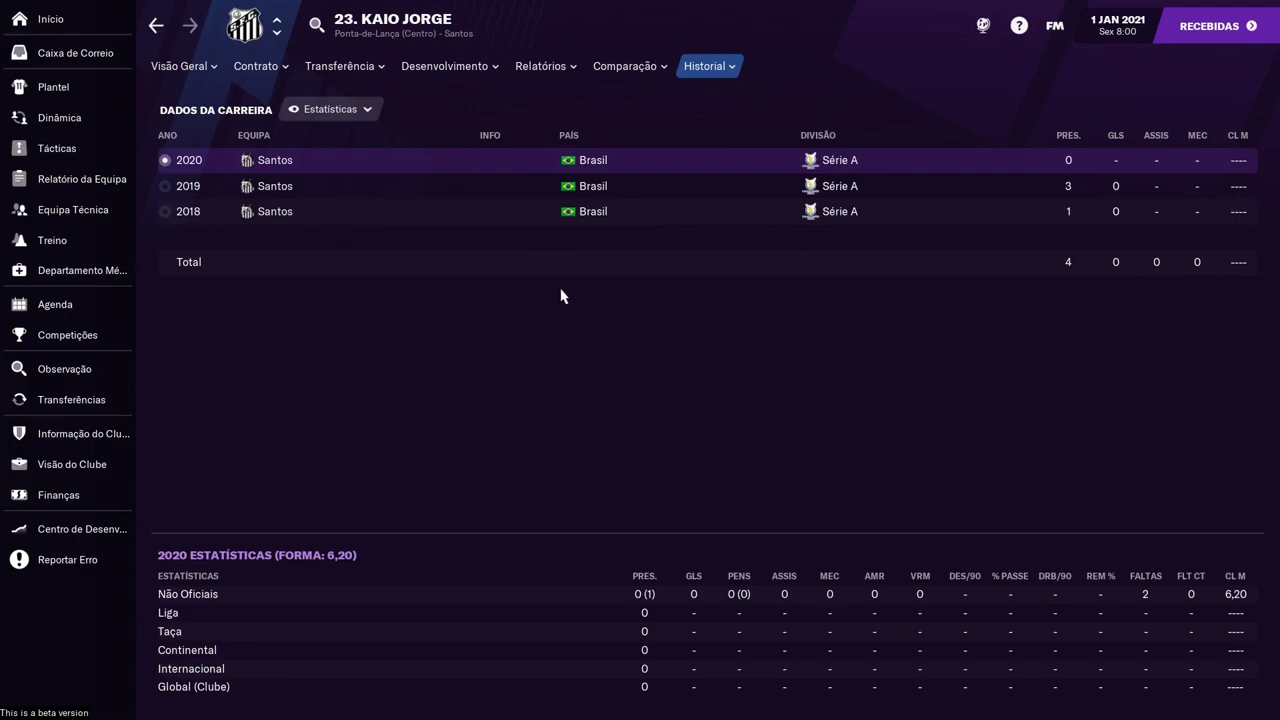 Início
Caixa de Correio
Plantel
Dinâmica
Tácticas
Relatório da Equipa
Equipa Técnica
Treino
Departamento Mé...
Agenda
Competições
Observação
Transferências
Informação do Clu...
Visão do Clube
Finanças
Centro de Desenv...
Reportar Erro
This is a beta version
23. KAIO JORGE
Ponta-de-Lança (Centro) - Santos
FM
1 JAN 2021
Sex 8:00
RECEBIDAS
Visão Geral Contrato Transferência Desenvolvimento Relatórios Comparação Historial
DADOS DA CARREIRA Estatísticas
ANO EQUIPA INFO PAÍS DIVISÃO PRES. GLS ASSIS MEC CL M
2020 Santos Brasil Série A 0 - - - ----
2019 Santos Brasil Série A 3 0 - - ----
2018 Santos Brasil Série A 1 0 - - ----
Total 4 0 0 0 ----
2020 ESTATÍSTICAS (FORMA: 6,20)
ESTATÍSTICAS PRES. GLS PENS ASSIS MEC AMR VRM DES/90 % PASSE DRB/90 REM % FALTAS FLT CT CL M
Não Oficiais 0 (1) 0 0 (0) 0 0 0 0 - - - - 2 0 6,20
Liga 0 - - - - - - - - - - - - ----
Taça 0 - - - - - - - - - - - - ----
Continental 0 - - - - - - - - - - - - ----
Internacional 0 - - - - - - - - - - - - ----
Global (Clube) 0 - - - - - - - - - - - - ----